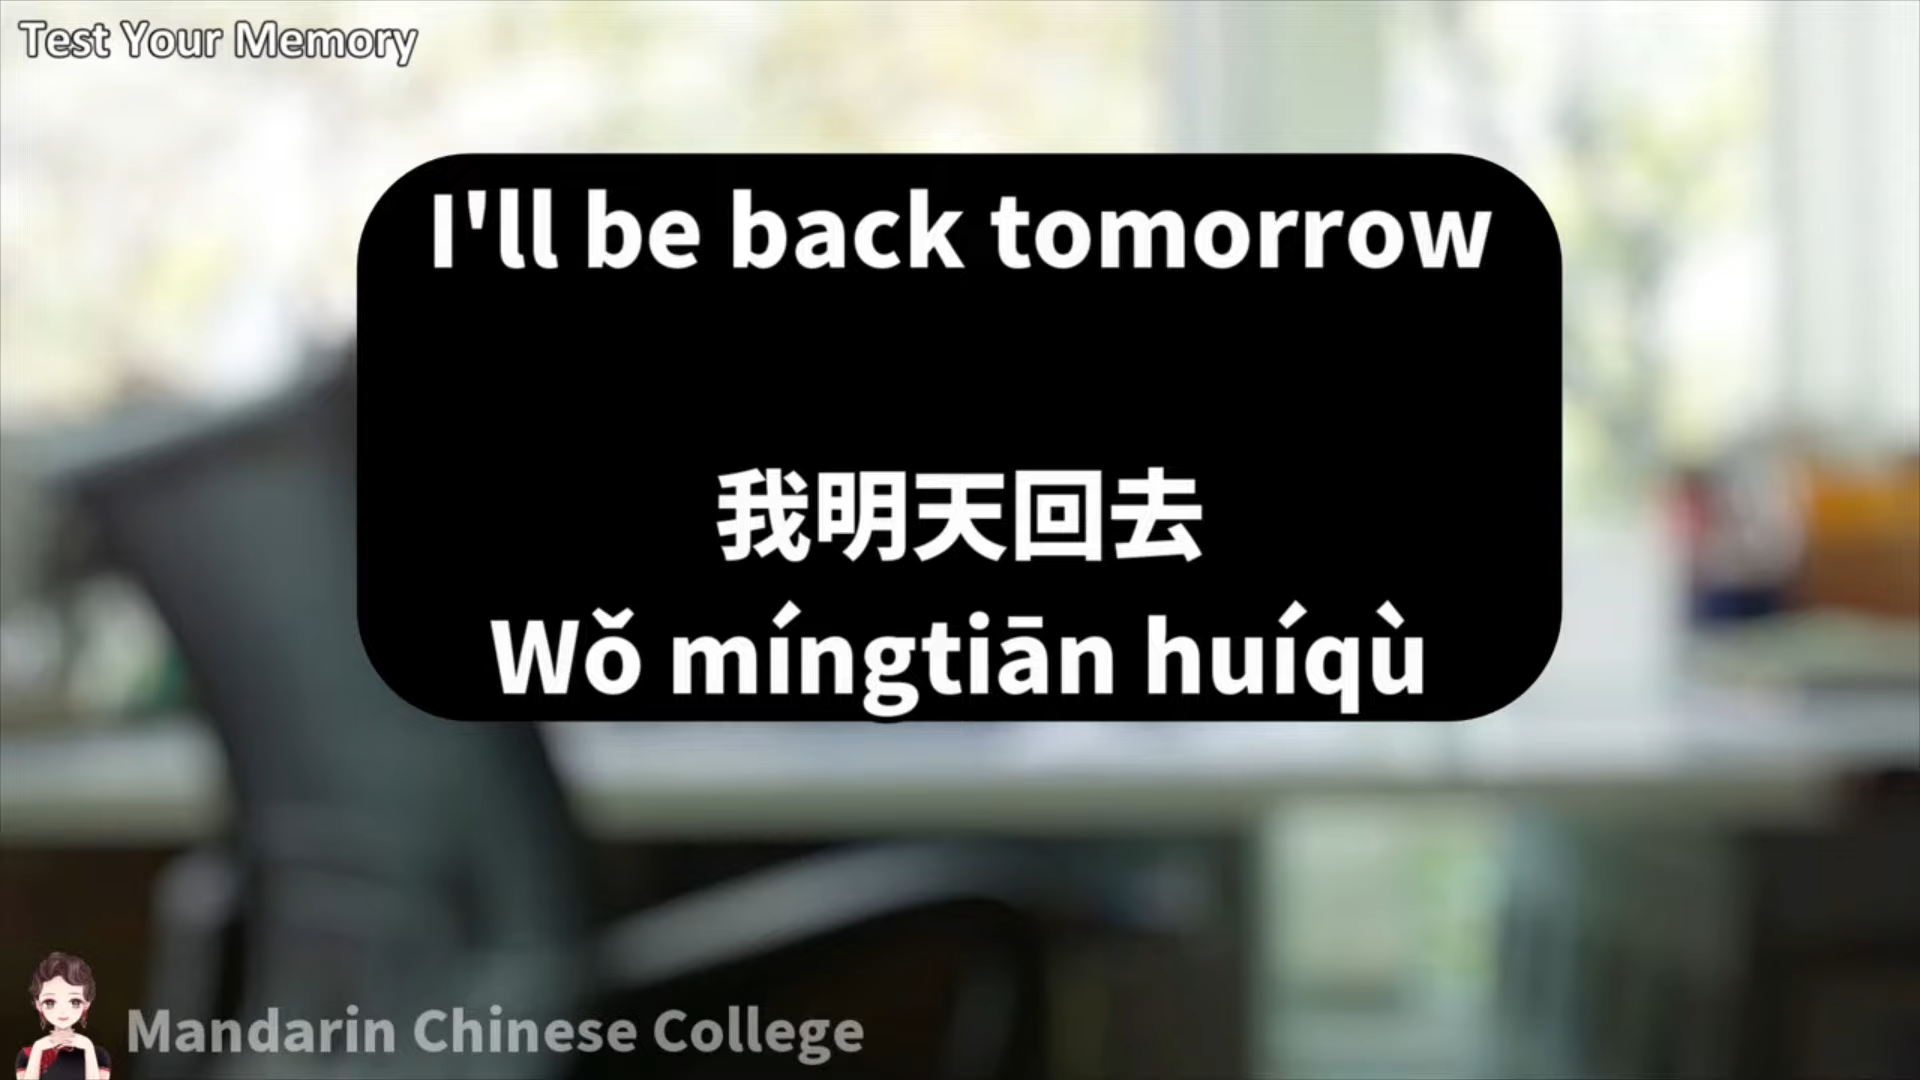 Test Your Memory
I'll be back tomorrow
我明天回去
Wǒ míngtiān huíqù
Mandarin Chinese College